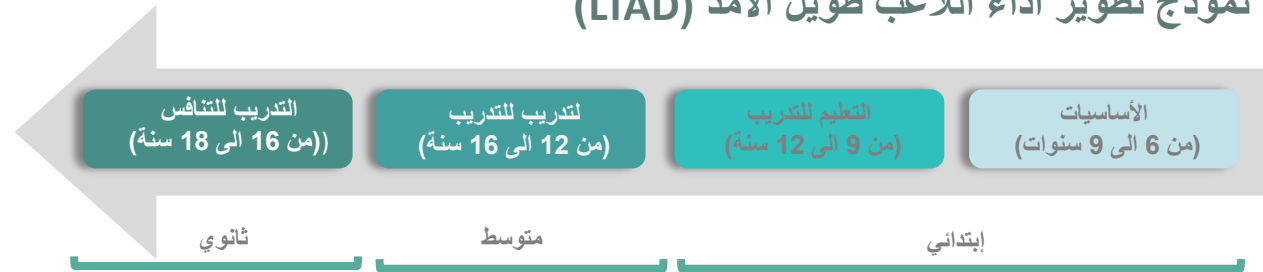 نموذج تطوير أداء اللاعب طويل الأمد (LTAD)
الأساسيات
(من 6 الى 9 سنوات)
التعليم للتدريب
(من 9 الى 12 سنة)
لتدريب للتدريب
(من 12 الى 16 سنة)
التدريب للتنافس
((من 16 الى 18 سنة)
إبتدائي
متوسط
ثانوي